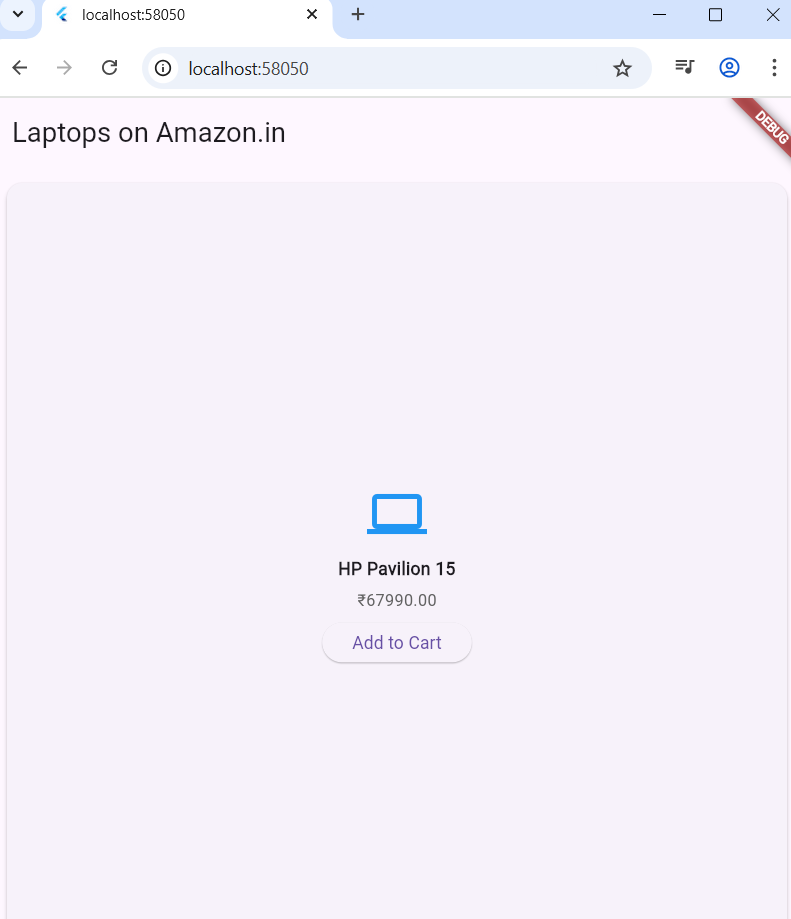 localhost:58050
localhost:58050
Laptops on Amazon.in
DEBUG
HP Pavilion 15
₹67990.00
Add to Cart